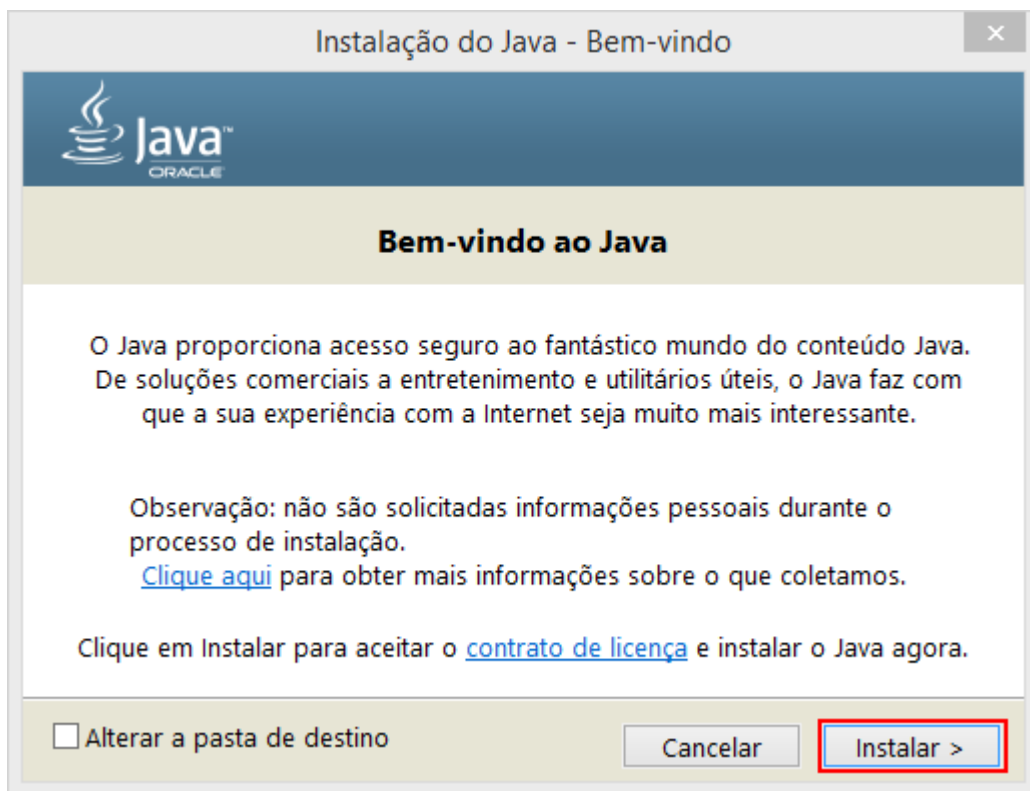 Instalação do Java - Bem-vindo
Java™
ORACLE
Bem-vindo ao Java
O Java proporciona acesso seguro ao fantástico mundo do conteúdo Java.
De soluções comerciais a entretenimento e utilitários úteis, o Java faz com
que a sua experiência com a Internet seja muito mais interessante.
Observação: não são solicitadas informações pessoais durante o
processo de instalação.
Clique aqui para obter mais informações sobre o que coletamos.
Clique em Instalar para aceitar o contrato de licença e instalar o Java agora.
Alterar a pasta de destino
Cancelar
Instalar >